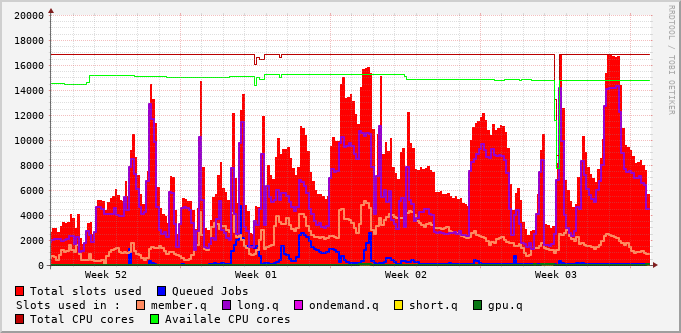 20000
18000
16000
14000
12000
10000
8000
6000
4000
2000
0
Week 52 Week 01 Week 02 Week 03
RRDTOOL / TOBI OETIKER
Total slots used Queued Jobs
Slots used in : member.q long.q ondemand.q short.q gpu.q
Total CPU cores Availale CPU cores